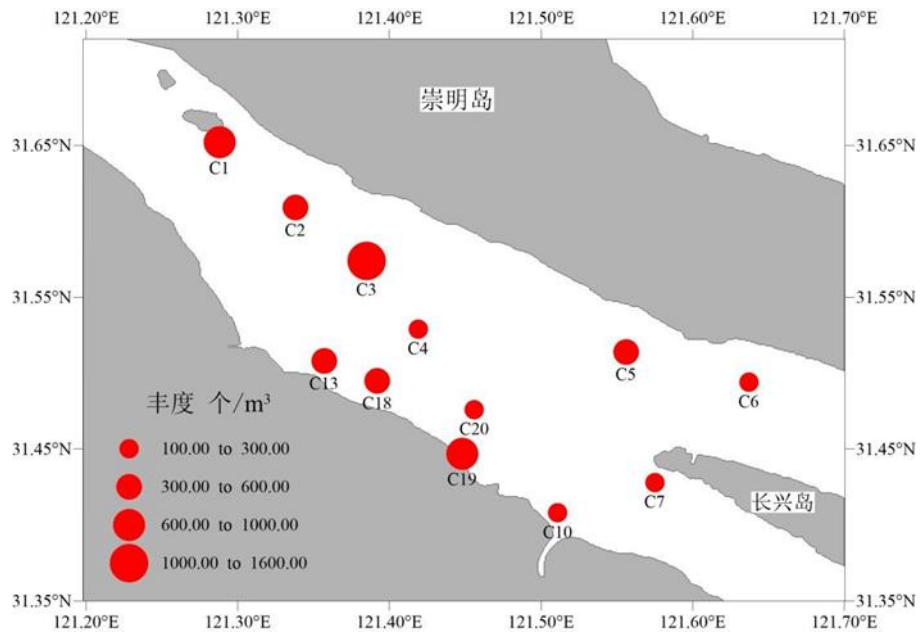 121.20°E 121.30°E 121.40°E 121.50°E 121.60°E 121.70°E
崇明岛
31.65°N 31.65°N
C1
C2
C3
31.55°N 31.55°N
C4
C5
C13
C18
C6
丰度 个/m³
C20
31.45°N 100.00 to 300.00 31.45°N
C19
300.00 to 600.00
C7
长兴岛
600.00 to 1000.00
C10
1000.00 to 1600.00
31.35°N 31.35°N
121.20°E 121.30°E 121.40°E 121.50°E 121.60°E 121.70°E